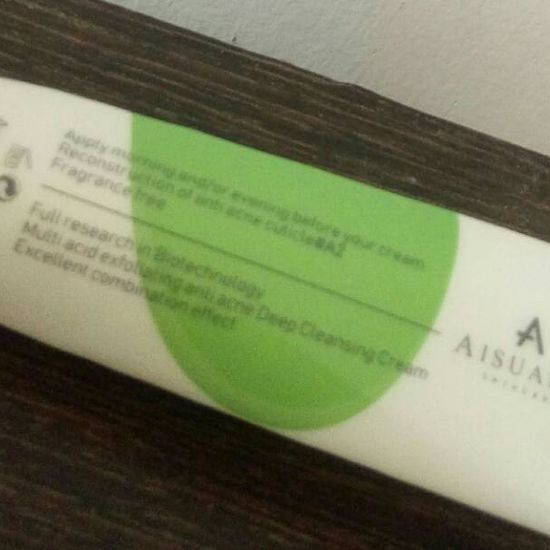 Apply morning and/or evening before your cream
Reconstruction of anti acne cuticle
Fragrance free
Full research in Biotechnology
Multi acid exfoliating anti acne Deep Cleansing Cream
Excellent combination effect
A
AISUA